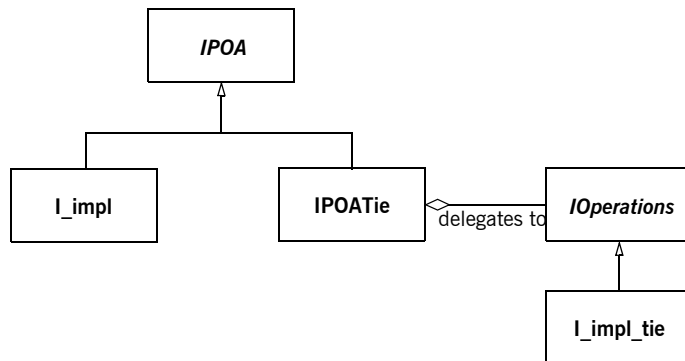 IPOA
I_impl
IPOATie
IOperations
delegates to
I_impl_tie